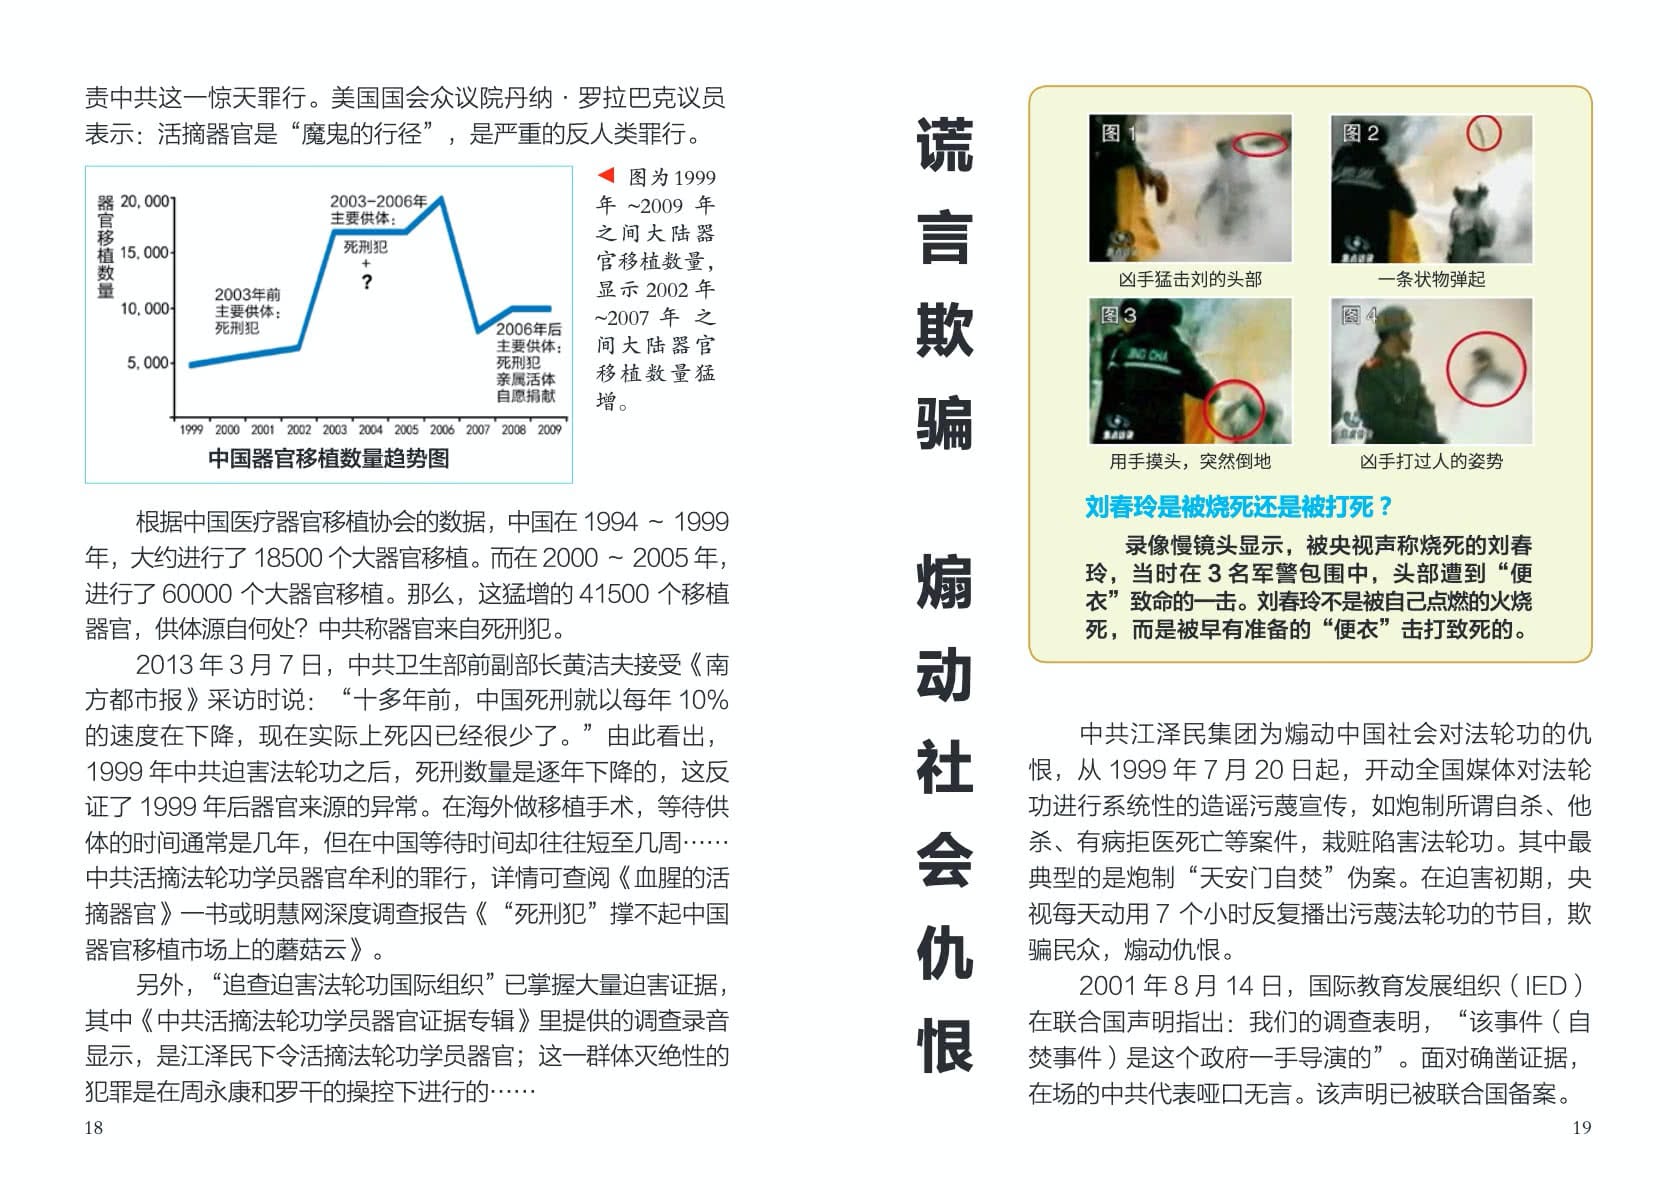 责中共这一惊天罪行。美国国会众议院丹纳·罗拉巴克议员
表示：活摘器官是“魔鬼的行径”，是严重的反人类罪行。
器官移植数量
20,000
15,000
10,000
5,000
2003年前
主要供体：
死刑犯
2003-2006年
主要供体：
死刑犯
+
?
2006年后
主要供体：
死刑犯
亲属活体
自愿捐献
1999 2000 2001 2002 2003 2004 2005 2006 2007 2008 2009
中国器官移植数量趋势图
◀ 图为1999
年~2009年
之间大陆器
官移植数量，
显示2002年
~2007年之
间大陆器官
移植数量猛
增。
根据中国医疗器官移植协会的数据，中国在1994～1999
年，大约进行了18500个大器官移植。而在2000～2005年，
进行了60000个大器官移植。那么，这猛增的41500个移植
器官，供体源自何处？中共称器官来自死刑犯。
2013年3月7日，中共卫生部前副部长黄洁夫接受《南
方都市报》采访时说：“十多年前，中国死刑就以每年10%
的速度在下降，现在实际上死囚已经很少了。”由此看出，
1999年中共迫害法轮功之后，死刑数量是逐年下降的，这反
证了1999年后器官来源的异常。在海外做移植手术，等待供
体的时间通常是几年，但在中国等待时间却往往短至几周……
中共活摘法轮功学员器官牟利的罪行，详情可查阅《血腥的活
摘器官》一书或明慧网深度调查报告《“死刑犯”撑不起中国
器官移植市场上的蘑菇云》。
另外，“追查迫害法轮功国际组织”已掌握大量迫害证据，
其中《中共活摘法轮功学员器官证据专辑》里提供的调查录音
显示，是江泽民下令活摘法轮功学员器官；这一群体灭绝性的
犯罪是在周永康和罗干的操控下进行的……
18
谎言欺骗 煽动社会仇恨
图1
凶手猛击刘的头部
图2
一条状物弹起
图3
JING CHA
用手摸头，突然倒地
图4
凶手打过人的姿势
刘春玲是被烧死还是被打死？
录像慢镜头显示，被央视声称烧死的刘春
玲，当时在3名军警包围中，头部遭到“便
衣”致命的一击。刘春玲不是被自己点燃的火烧
死，而是被早有准备的“便衣”击打致死的。
中共江泽民集团为煽动中国社会对法轮功的仇
恨，从1999年7月20日起，开动全国媒体对法轮
功进行系统性的造谣污蔑宣传，如炮制所谓自杀、他
杀、有病拒医死亡等案件，栽赃陷害法轮功。其中最
典型的是炮制“天安门自焚”伪案。在迫害初期，央
视每天动用7个小时反复播出污蔑法轮功的节目，欺
骗民众，煽动仇恨。
2001年8月14日，国际教育发展组织（IED）
在联合国声明指出：我们的调查表明，“该事件（自
焚事件）是这个政府一手导演的”。面对确凿证据，
在场的中共代表哑口无言。该声明已被联合国备案。
19